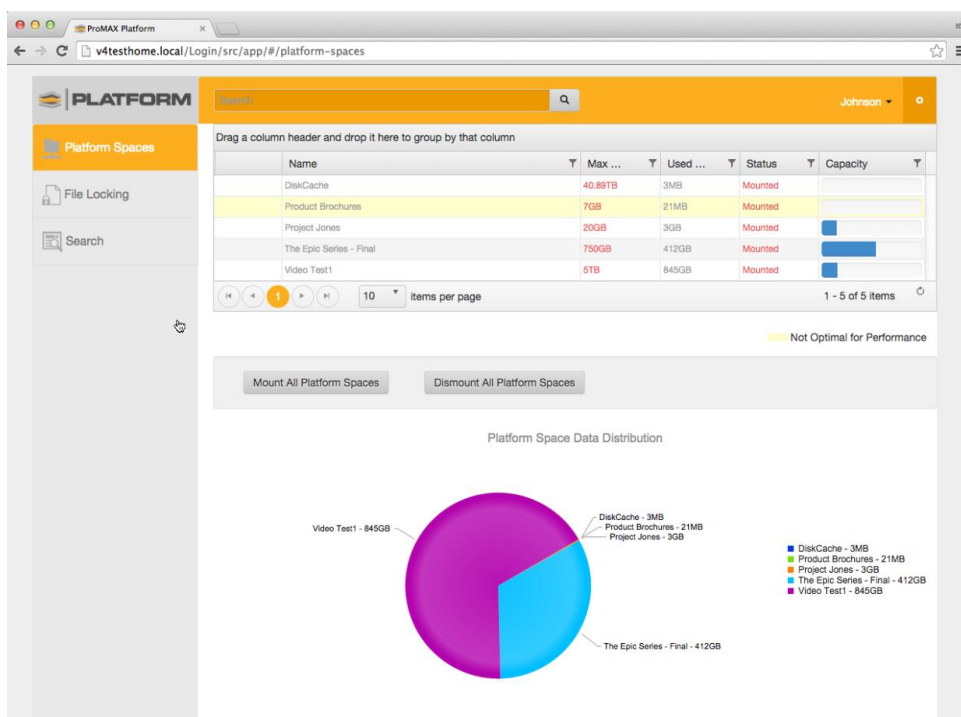 ProMAX Platform
v4testhome.local/Login/src/app/#/platform-spaces
PLATFORM
Search
Johnson
Platform Spaces
File Locking
Search
Drag a column header and drop it here to group by that column
Name Max ... Used ... Status Capacity
DiskCache 40.89TB 3MB Mounted
Product Brochures 7GB 21MB Mounted
Project Jones 20GB 3GB Mounted
The Epic Series - Final 750GB 412GB Mounted
Video Test1 5TB 845GB Mounted
1 10 items per page 1 - 5 of 5 items
Not Optimal for Performance
Mount All Platform Spaces Dismount All Platform Spaces
Platform Space Data Distribution
DiskCache - 3MB
Video Test1 - 845GB Product Brochures - 21MB
Project Jones - 3GB
The Epic Series - Final - 412GB
DiskCache - 3MB
Product Brochures - 21MB
Project Jones - 3GB
The Epic Series - Final - 412GB
Video Test1 - 845GB